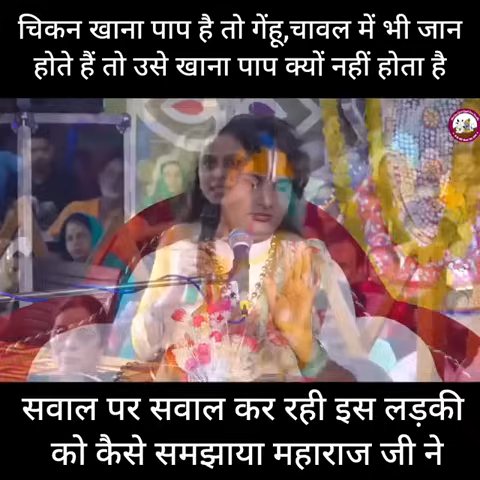 चिकन खाना पाप है तो गेंहू,चावल में भी जान
होते हैं तो उसे खाना पाप क्यों नहीं होता है
सवाल पर सवाल कर रही इस लड़की
को कैसे समझाया महाराज जी ने